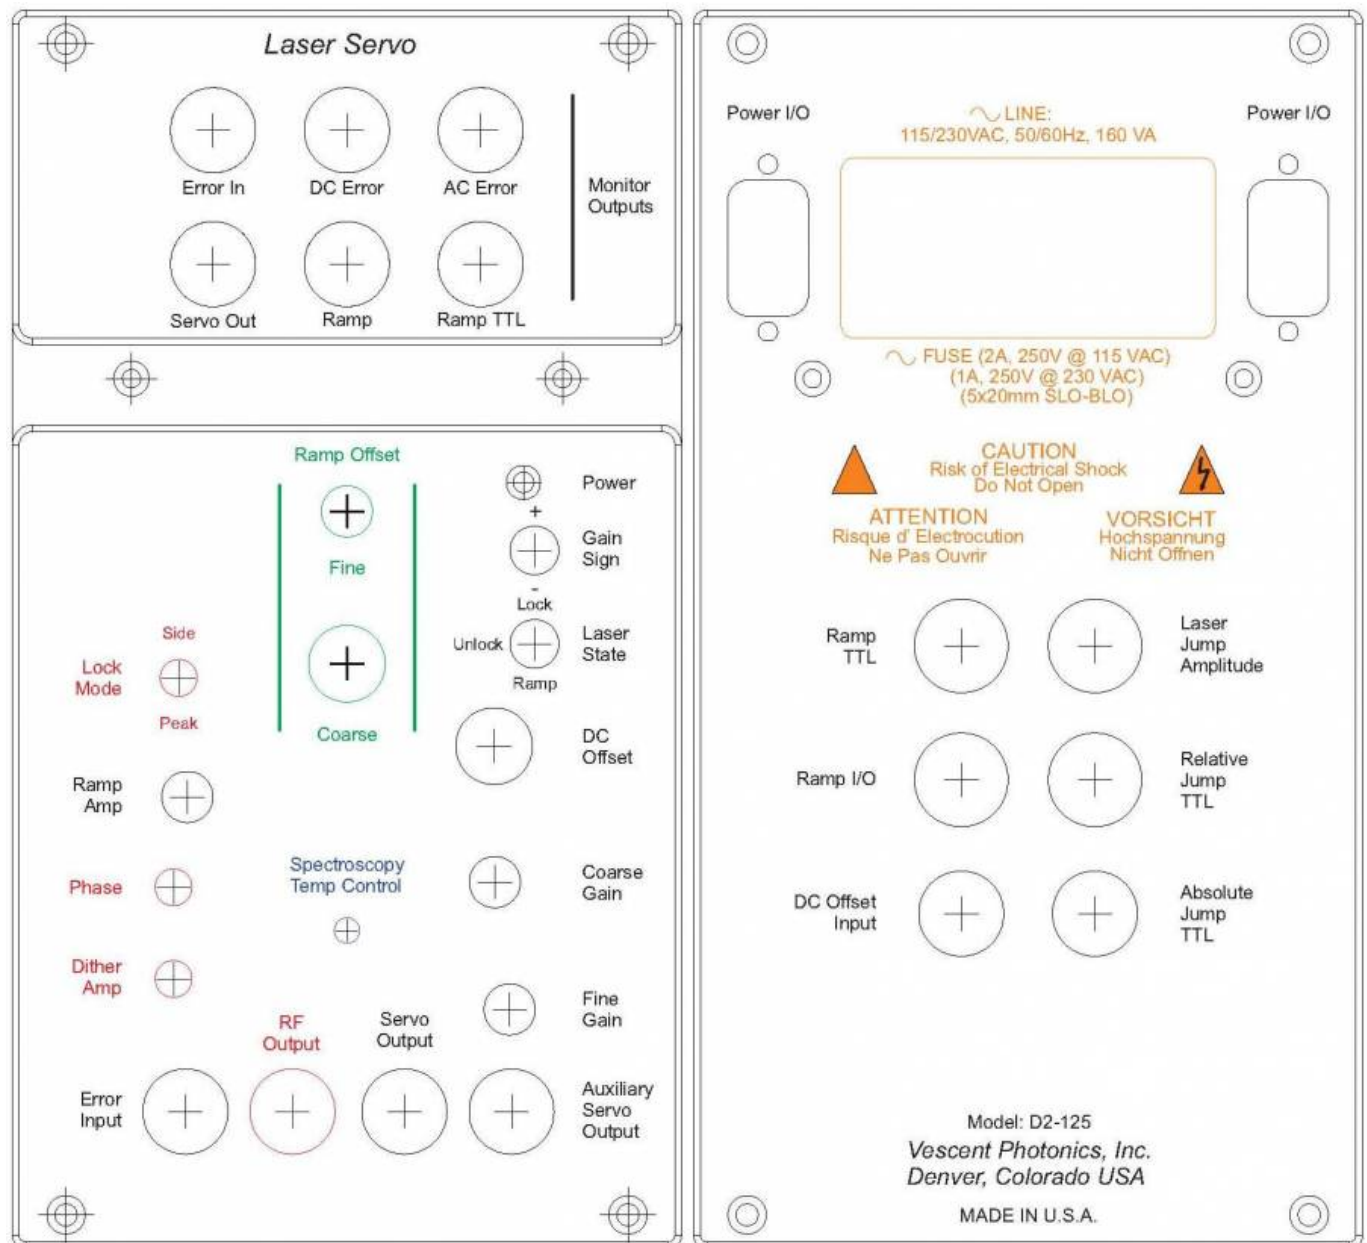 Laser Servo
Error In
DC Error
AC Error
Monitor
Outputs
Servo Out
Ramp
Ramp TTL
Ramp Offset
Fine
Coarse
Power
+
Gain
Sign
-
Lock
Unlock
Laser
State
Ramp
Side
Lock
Mode
Peak
DC
Offset
Ramp
Amp
Phase
Spectroscopy
Temp Control
Coarse
Gain
Dither
Amp
Fine
Gain
RF
Output
Servo
Output
Error
Input
Auxiliary
Servo
Output
Power I/O
LINE:
115/230VAC, 50/60Hz, 160 VA
Power I/O
FUSE (2A, 250V @ 115 VAC)
(1A, 250V @ 230 VAC)
(5x20mm SLO-BLO)
CAUTION
Risk of Electrical Shock
Do Not Open
ATTENTION
Risque d' Electrocution
Ne Pas Ouvrir
VORSICHT
Hochspannung
Nicht Offnen
Ramp
TTL
Laser
Jump
Amplitude
Ramp I/O
Relative
Jump
TTL
DC Offset
Input
Absolute
Jump
TTL
Model: D2-125
Vescent Photonics, Inc.
Denver, Colorado USA
MADE IN U.S.A.